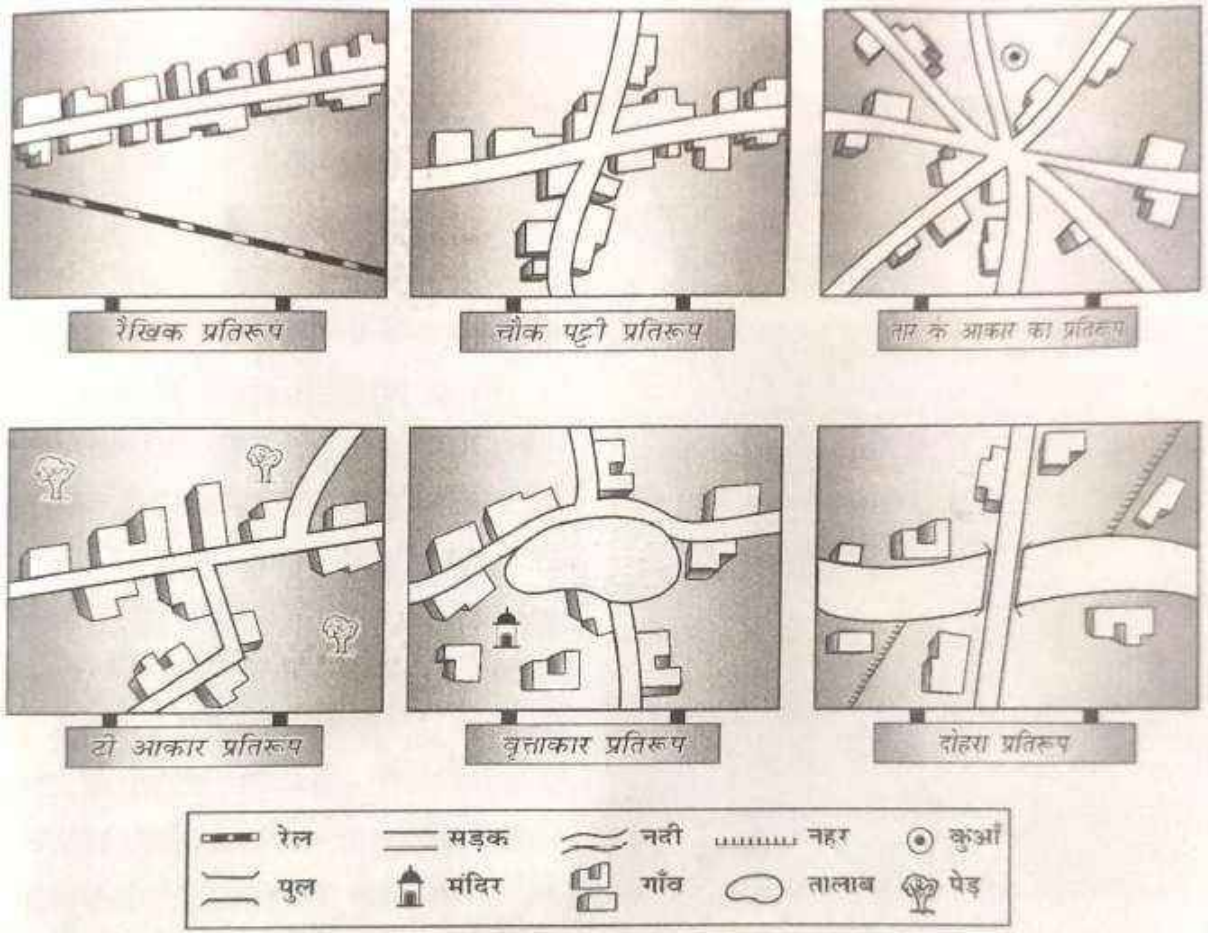 रैखिक प्रतिरूप
चौक पट्टी प्रतिरूप
तार के आकार का प्रतिरूप
टी आकार प्रतिरूप
वृत्ताकार प्रतिरूप
दोहरा प्रतिरूप
रेल सड़क नदी नहर कुआँ
पुल मंदिर गाँव तालाब पेड़